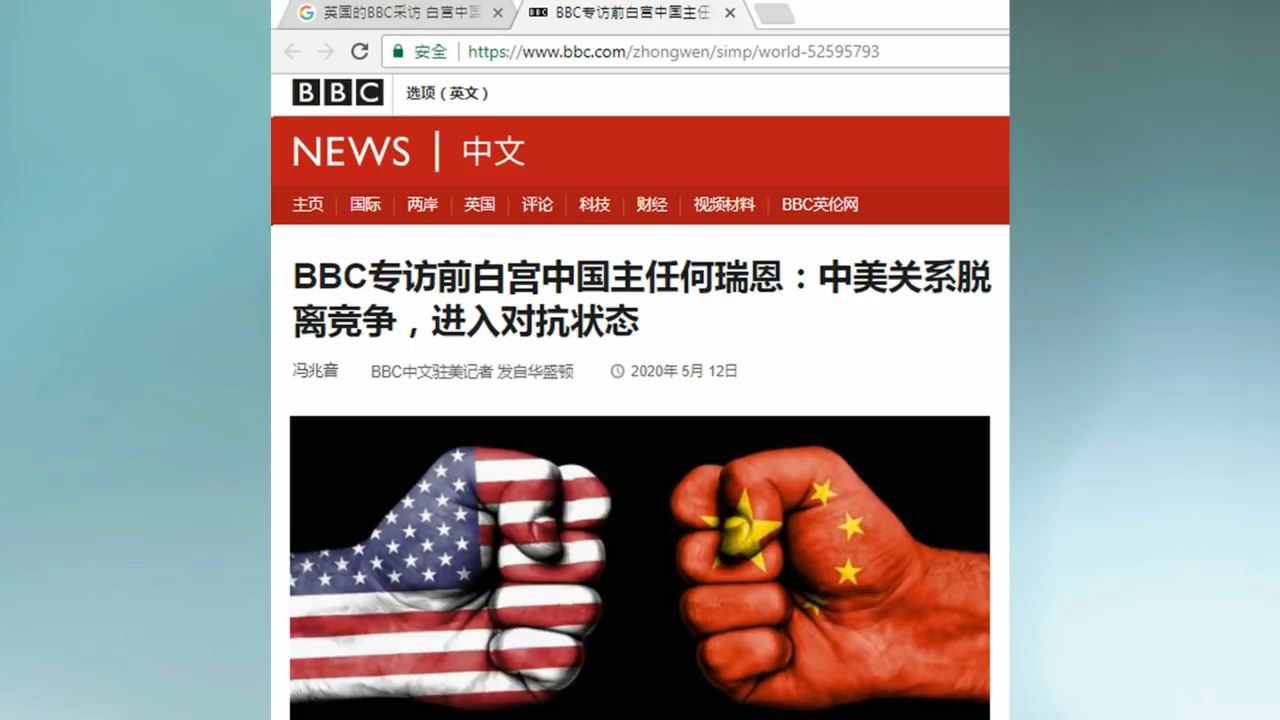 英国的BBC采访 白宫中国
BBC专访前白宫中国主任
安全 https://www.bbc.com/zhongwen/simp/world-52595793
BBC 选项（英文）
NEWS 中文
主页 国际 两岸 英国 评论 科技 财经 视频材料 BBC英伦网
BBC专访前白宫中国主任何瑞恩：中美关系脱
离竞争，进入对抗状态
冯兆音 BBC中文驻美记者 发自华盛顿 2020年 5月 12日